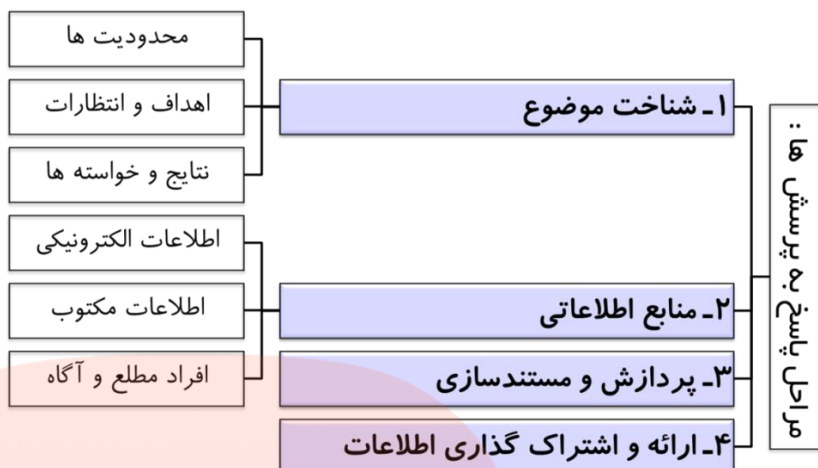 مراحل پاسخ به پرسش ها :
۱ـ شناخت موضوع
محدودیت ها
اهداف و انتظارات
نتایج و خواسته ها
۲ـ منابع اطلاعاتی
اطلاعات الکترونیکی
اطلاعات مکتوب
افراد مطلع و آگاه
۳ـ پردازش و مستندسازی
۴ـ ارائه و اشتراک گذاری اطلاعات